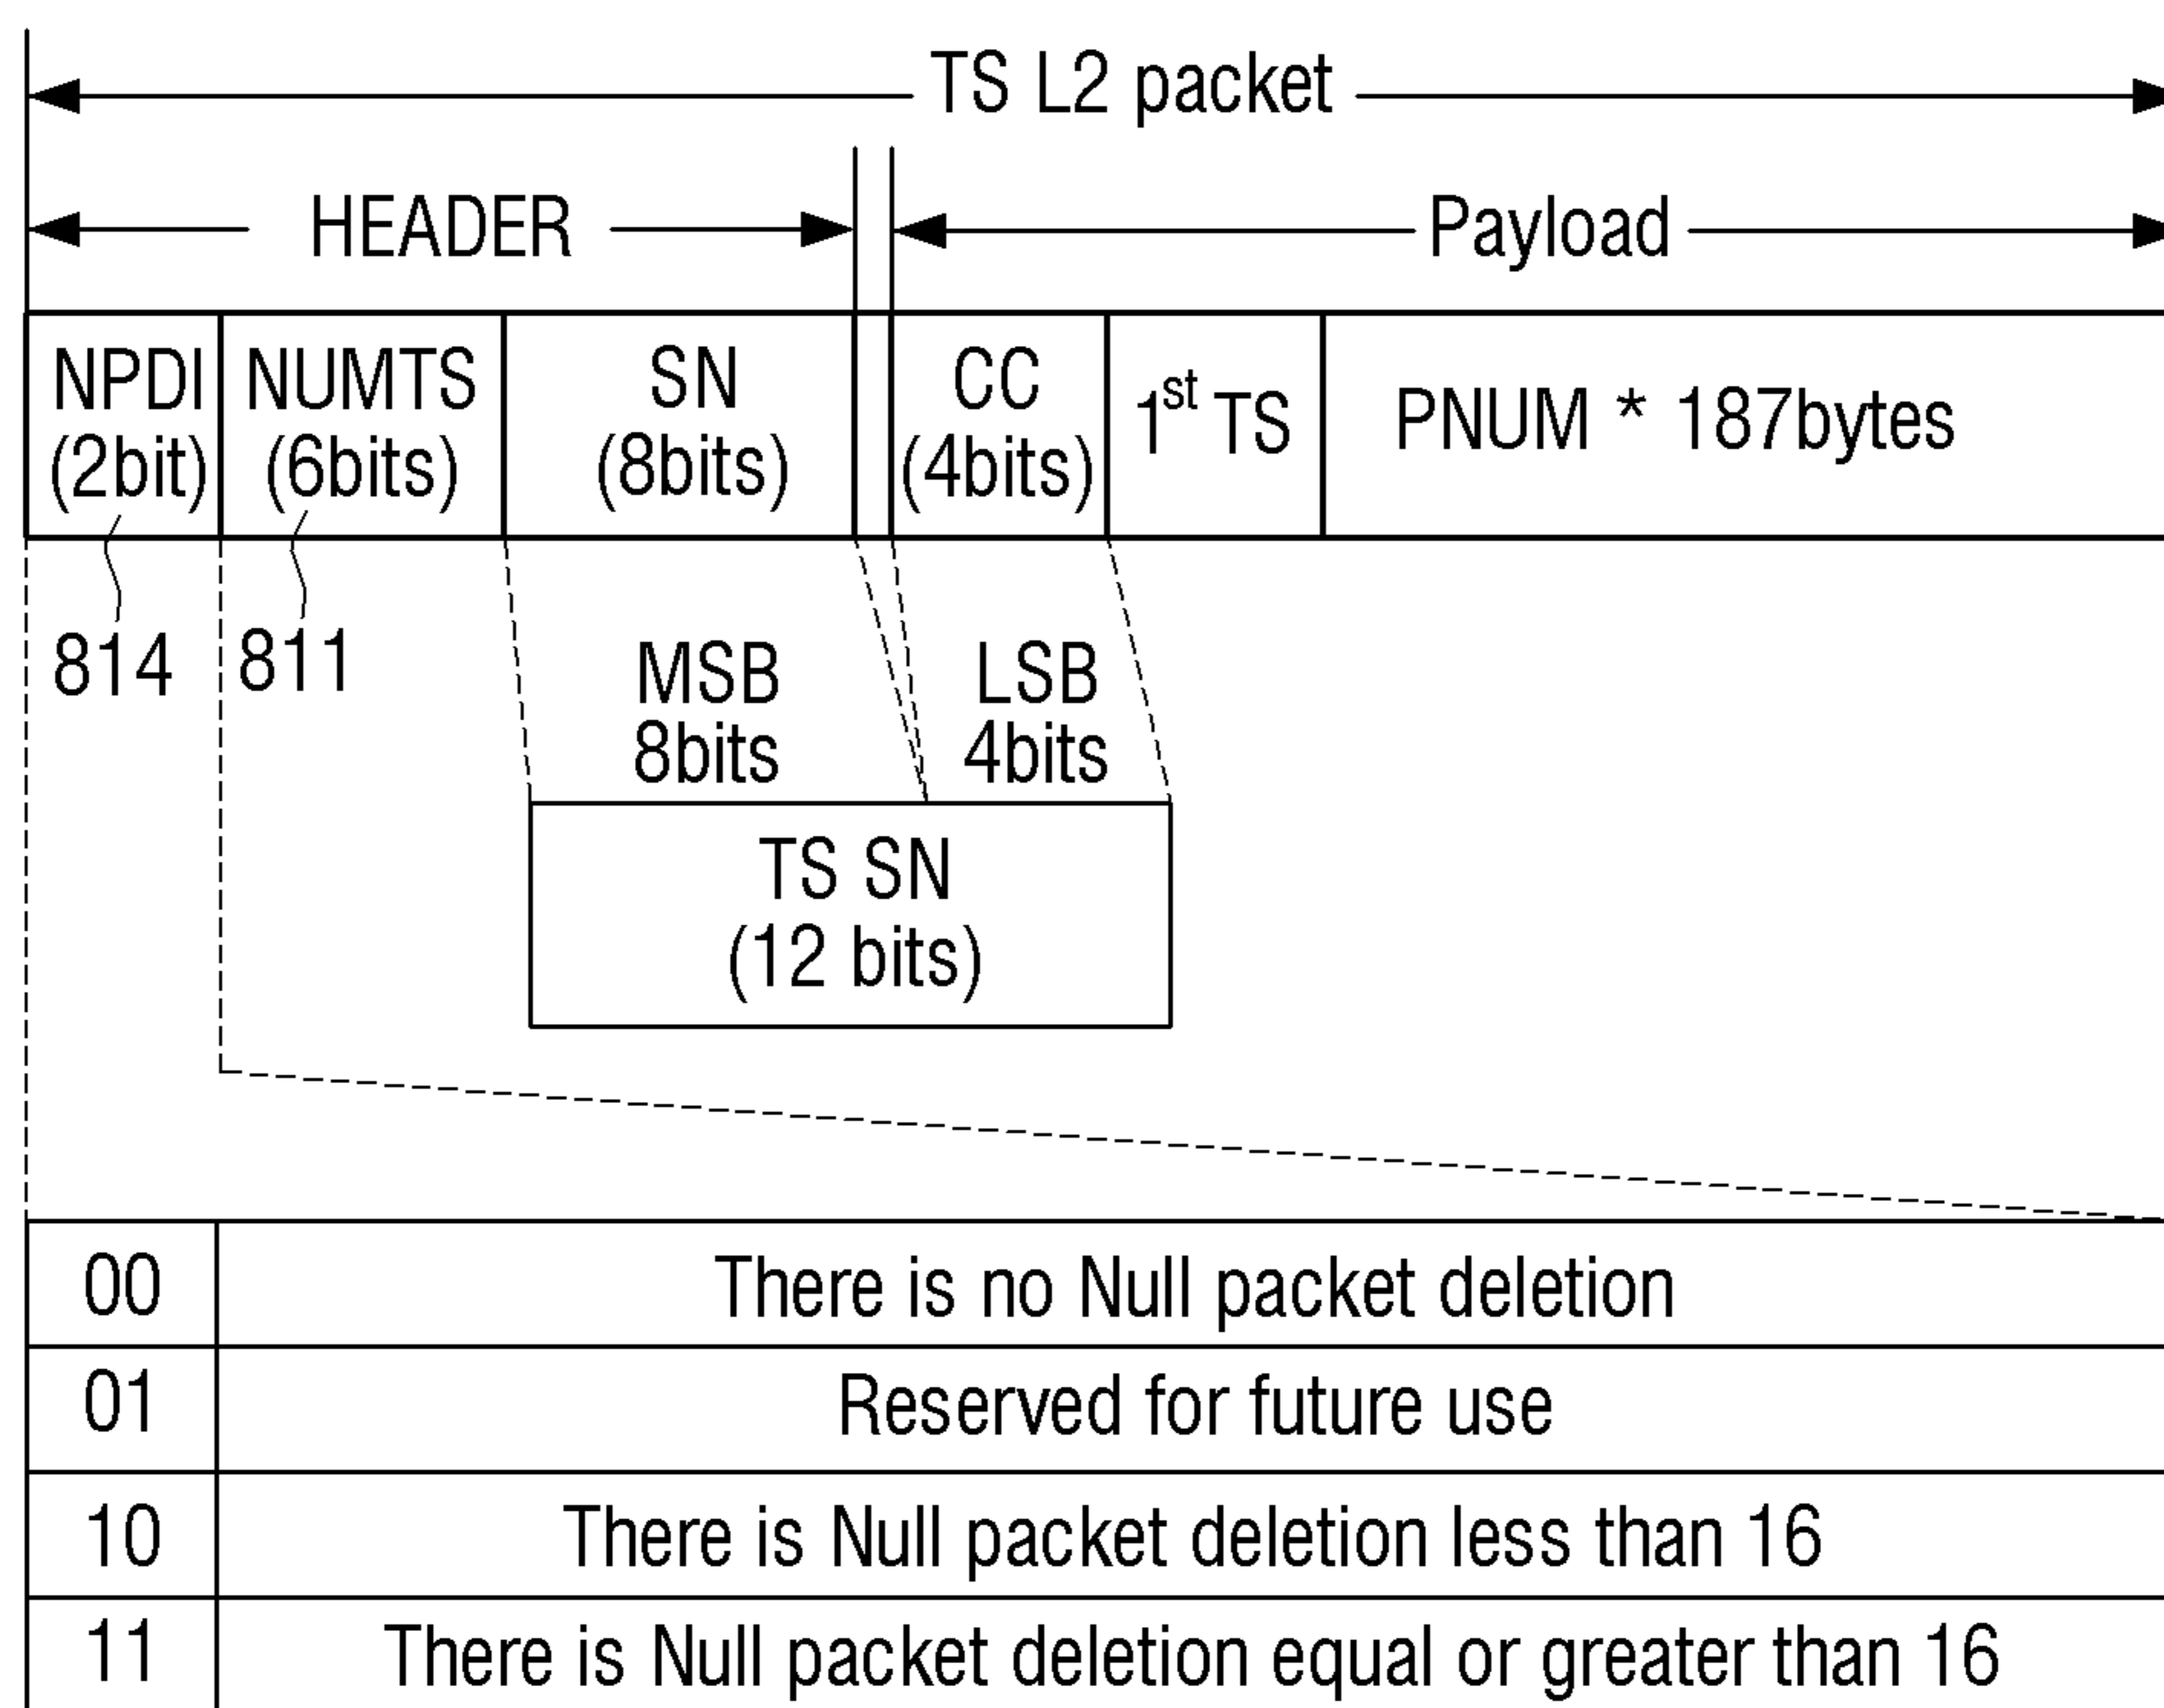 TS L2 packet
HEADER
Payload
NPDI
(2bit)
NUMTS
(6bits)
SN
(8bits)
CC
(4bits)
1st TS
PNUM * 187bytes
814
811
MSB
8bits
LSB
4bits
TS SN
(12 bits)
00
There is no Null packet deletion
01
Reserved for future use
10
There is Null packet deletion less than 16
11
There is Null packet deletion equal or greater than 16